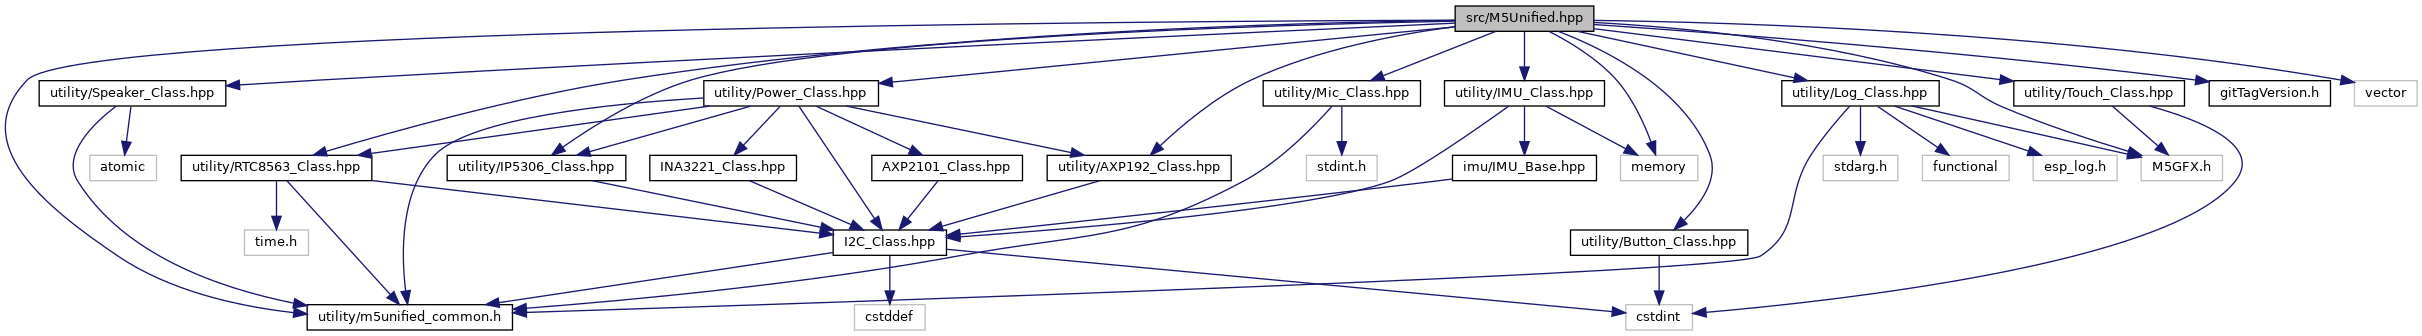 src/M5Unified.hpp
utility/Speaker_Class.hpp
utility/Power_Class.hpp
utility/Mic_Class.hpp
utility/IMU_Class.hpp
utility/Log_Class.hpp
utility/Touch_Class.hpp
gitTagVersion.h
vector
atomic
utility/RTC8563_Class.hpp
utility/IP5306_Class.hpp
INA3221_Class.hpp
AXP2101_Class.hpp
utility/AXP192_Class.hpp
stdint.h
imu/IMU_Base.hpp
memory
stdarg.h
functional
esp_log.h
M5GFX.h
time.h
I2C_Class.hpp
utility/Button_Class.hpp
utility/m5unified_common.h
cstddef
cstdint